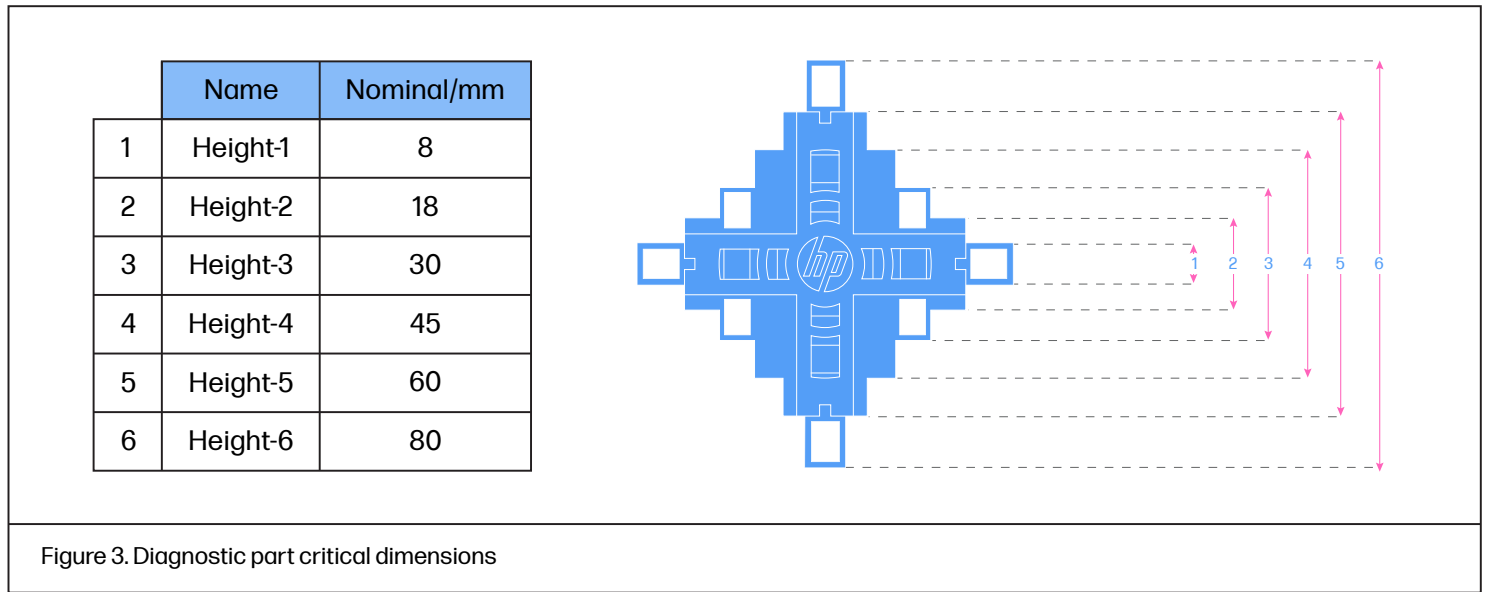 Name Nominal/mm
1 Height-1 8
2 Height-2 18
3 Height-3 30
4 Height-4 45
5 Height-5 60
6 Height-6 80
hp
1 2 3 4 5 6
Figure 3. Diagnostic part critical dimensions